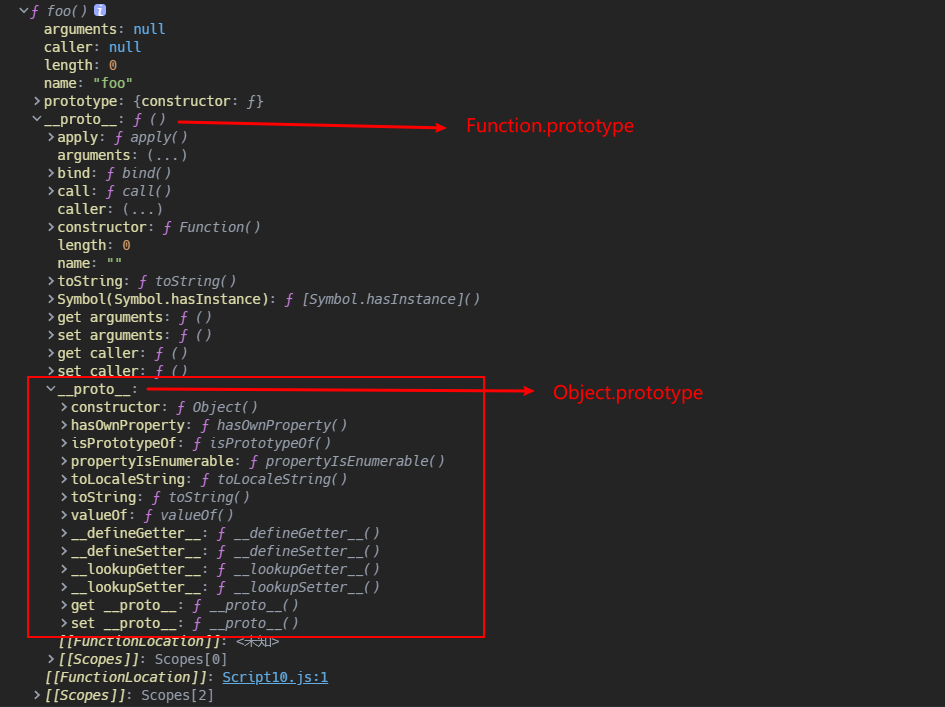 ƒ foo() i
arguments: null
caller: null
length: 0
name: "foo"
prototype: {constructor: ƒ}
__proto__: ƒ () Function.prototype
apply: ƒ apply()
arguments: (...)
bind: ƒ bind()
call: ƒ call()
caller: (...)
constructor: ƒ Function()
length: 0
name: ""
toString: ƒ toString()
Symbol(Symbol.hasInstance): ƒ [Symbol.hasInstance]()
get arguments: ƒ ()
set arguments: ƒ ()
get caller: ƒ ()
set caller: ƒ ()
__proto__: Object.prototype
constructor: ƒ Object()
hasOwnProperty: ƒ hasOwnProperty()
isPrototypeOf: ƒ isPrototypeOf()
propertyIsEnumerable: ƒ propertyIsEnumerable()
toLocaleString: ƒ toLocaleString()
toString: ƒ toString()
valueOf: ƒ valueOf()
__defineGetter__: ƒ __defineGetter__()
__defineSetter__: ƒ __defineSetter__()
__lookupGetter__: ƒ __lookupGetter__()
__lookupSetter__: ƒ __lookupSetter__()
get __proto__: ƒ __proto__()
set __proto__: ƒ __proto__()
[[FunctionLocation]]: <未知>
[[Scopes]]: Scopes[0]
[[FunctionLocation]]: Script10.js:1
[[Scopes]]: Scopes[2]